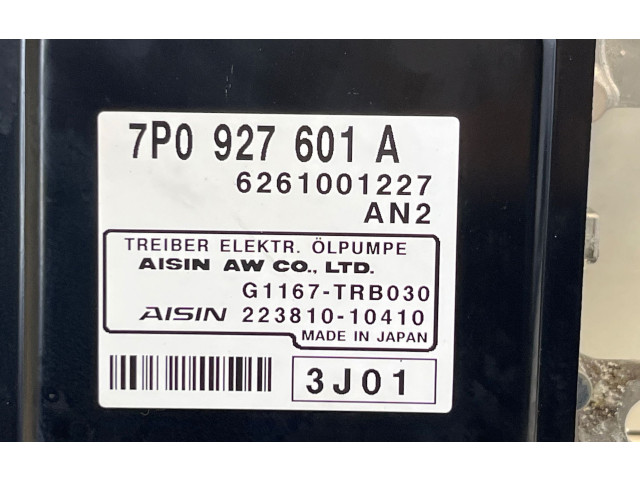 7P0 927 601 A
6261001227
AN2
TREIBER ELEKTR. ÖLPUMPE
AISIN AW CO., LTD.
G1167-TRB030
AISIN 223810-10410
MADE IN JAPAN
3J01